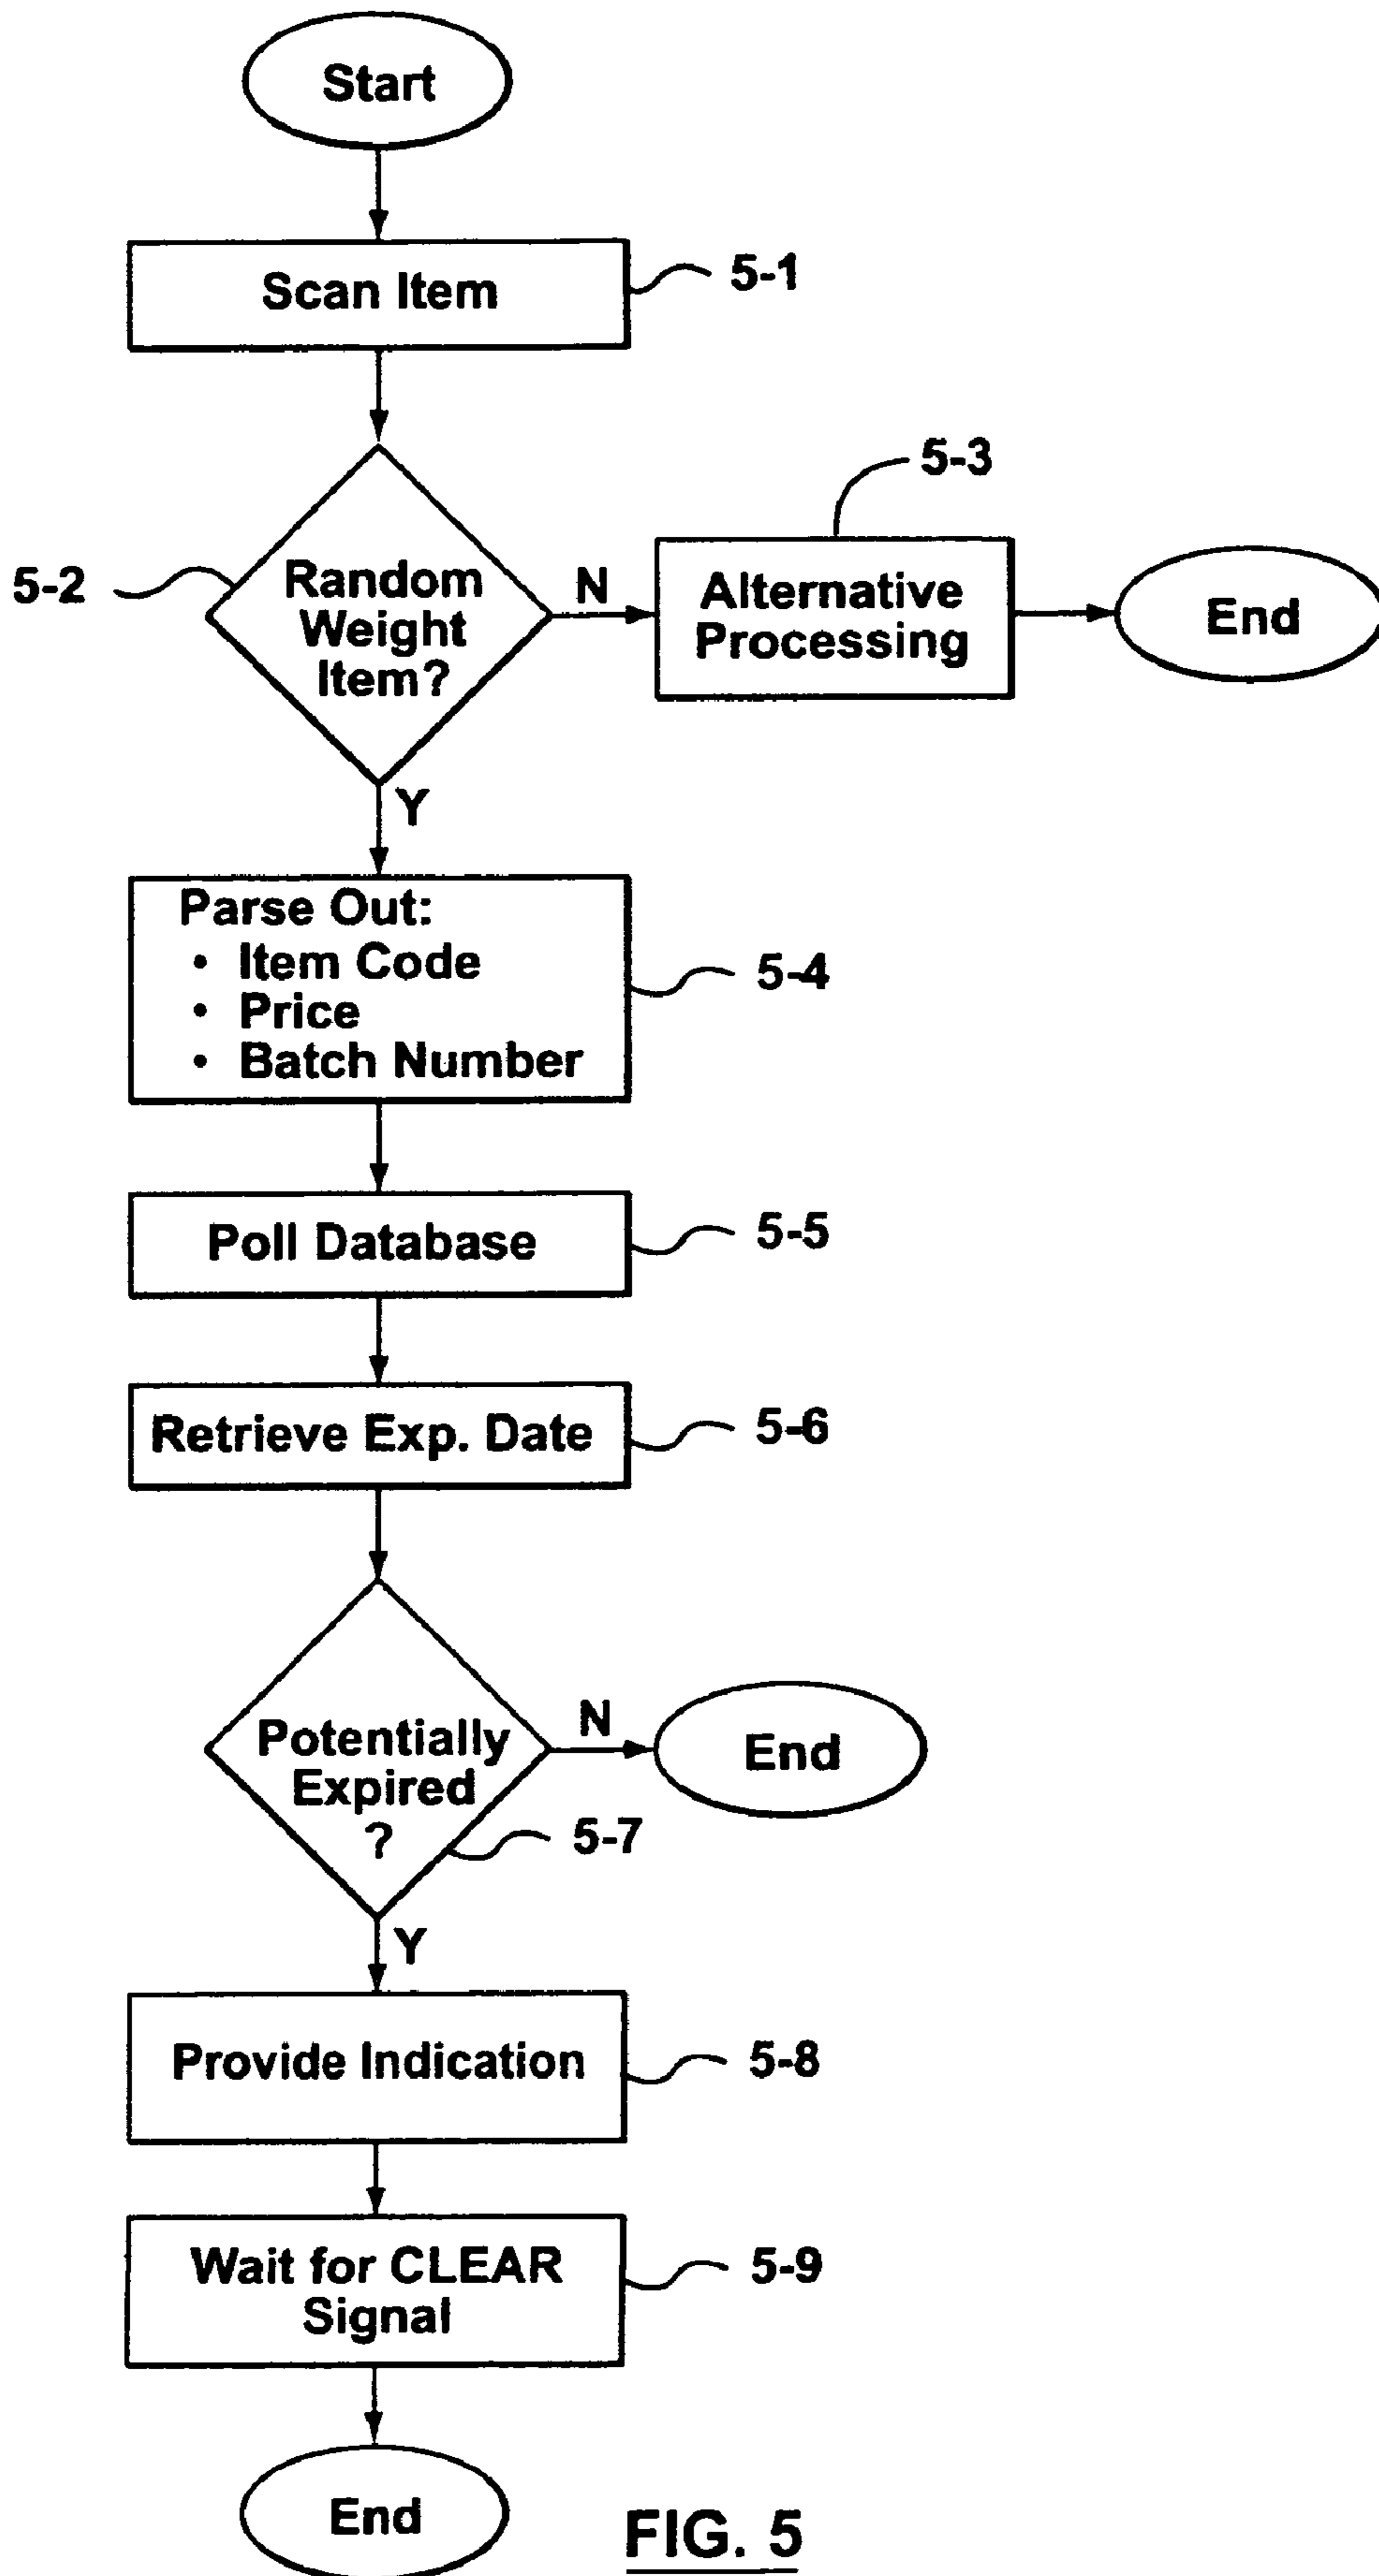 Start
Scan Item
5-1
5-3
5-2
Random
Weight
Item?
N
Alternative
Processing
End
Y
Parse Out:
• Item Code
• Price
• Batch Number
5-4
Poll Database
5-5
Retrieve Exp. Date
5-6
Potentially
Expired
?
N
End
5-7
Y
Provide Indication
5-8
Wait for CLEAR
Signal
5-9
End
FIG. 5